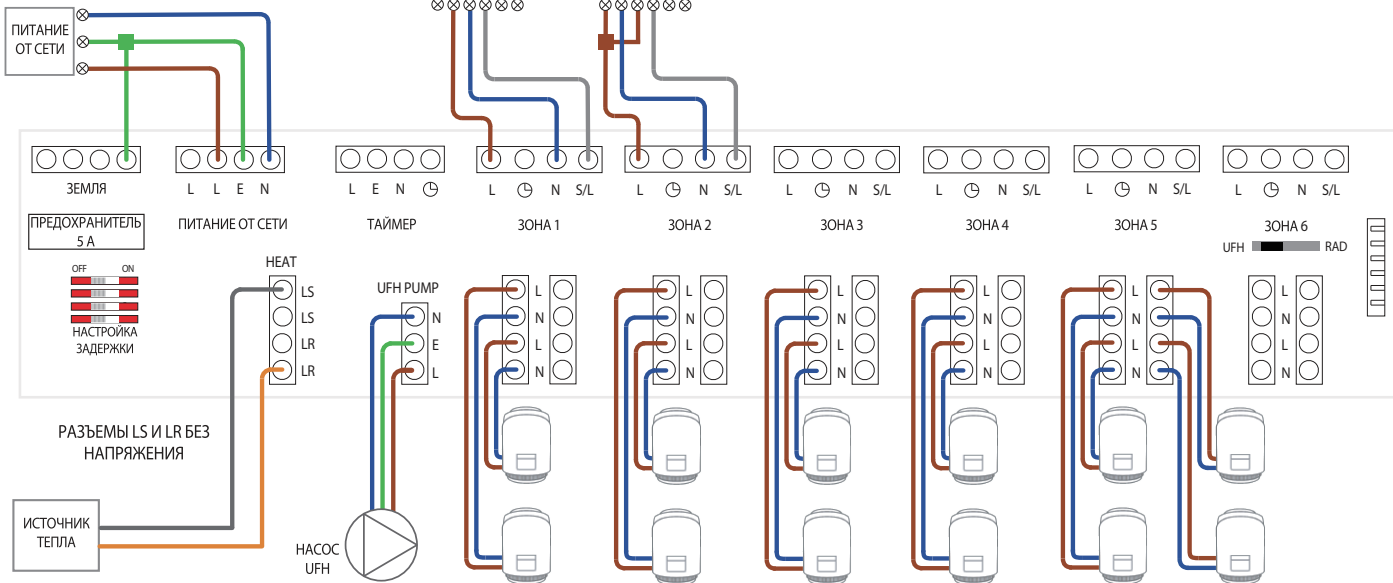 ПИТАНИЕ
ОТ СЕТИ
L L E N
L E N
L N S/L
L N S/L
L N S/L
L N S/L
L N S/L
L N S/L
ЗЕМЛЯ
ПИТАНИЕ ОТ СЕТИ
ТАЙМЕР
ЗОНА 1
ЗОНА 2
ЗОНА 3
ЗОНА 4
ЗОНА 5
ЗОНА 6
UFH RAD
ПРЕДОХРАНИТЕЛЬ
5 А
OFF ON
НАСТРОЙКА
ЗАДЕРЖКИ
HEAT
LS
LS
LR
LR
UFH PUMP
N
E
L
L
N
L
N
L
N
L
N
L
N
L
N
L
N
L
N
L
N
L
N
L
N
L
N
РАЗЪЕМЫ LS И LR БЕЗ
НАПРЯЖЕНИЯ
ИСТОЧНИК
ТЕПЛА
НАСОС
UFH